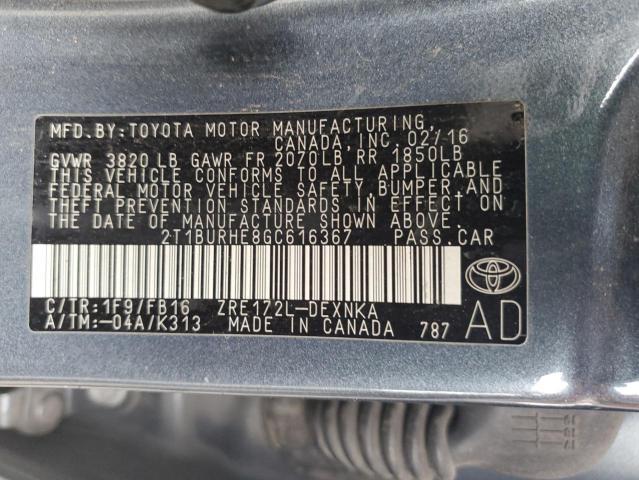 MFD.BY:TOYOTA MOTOR MANUFACTURING,
CANADA,INC. 02/16
GVWR 3820 LB GAWR FR 2070LB, RR 1850LB
THIS VEHICLE CONFORMS TO ALL APPLICABLE
FEDERAL MOTOR VEHICLE SAFETY, BUMPER, AND
THEFT PREVENTION STANDARDS IN EFFECT ON
THE DATE OF MANUFACTURE SHOWN ABOVE.
2T1BURHE8GC616367 PASS.CAR
C/TR:1F9/FB16 ZRE172L-DEXNKA
A/TM:-04A/K313 MADE IN CANADA 787
AD